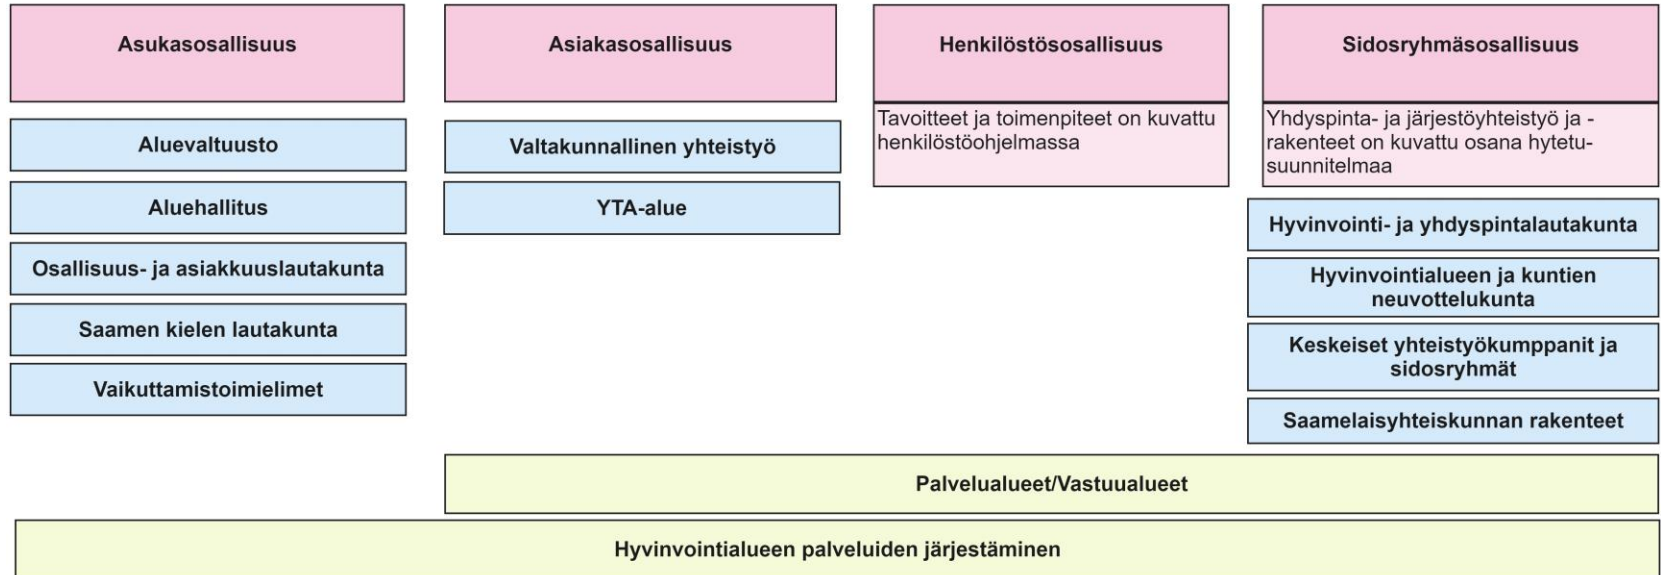 Asukasosallisuus
Aluevaltuusto
Aluehallitus
Osallisuus- ja asiakkuuslautakunta
Saamen kielen lautakunta
Vaikuttamistoimielimet
Asiakasosallisuus
Valtakunnallinen yhteistyö
YTA-alue
Henkilöstösosallisuus
Tavoitteet ja toimenpiteet on kuvattu
henkilöstöohjelmassa
Sidosryhmäsosallisuus
Yhdyspinta- ja järjestöyhteistyö ja -
rakenteet on kuvattu osana hytetu-
suunnitelmaa
Hyvinvointi- ja yhdyspintalautakunta
Hyvinvointialueen ja kuntien
neuvottelukunta
Keskeiset yhteistyökumppanit ja
sidosryhmät
Saamelaisyhteiskunnan rakenteet
Palvelualueet/Vastuualueet
Hyvinvointialueen palveluiden järjestäminen